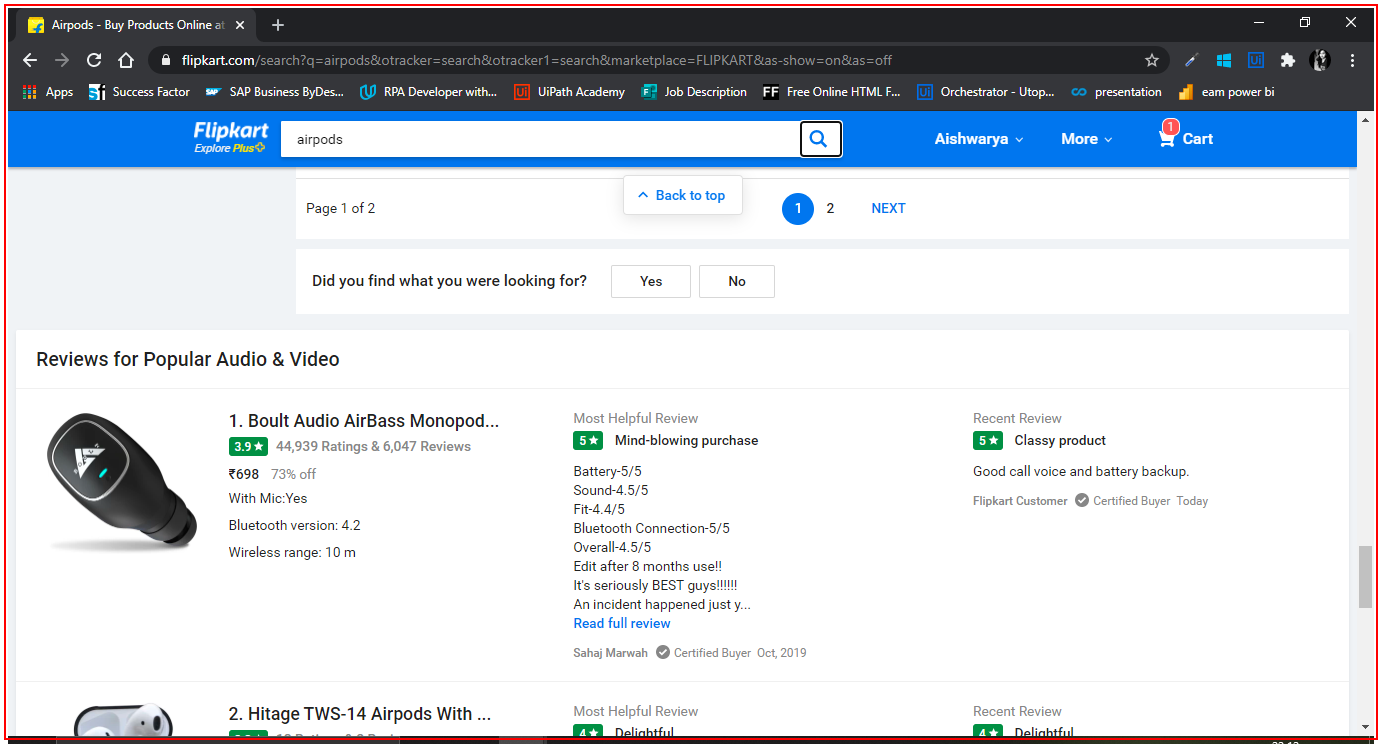 Airpods - Buy Products Online at
flipkart.com/search?q=airpods&otracker=search&otracker1=search&marketplace=FLIPKART&as-show=on&as=off
Apps Success Factor SAP Business ByDes... RPA Developer with... UiPath Academy Job Description FF Free Online HTML F... Orchestrator - Utop... presentation eam power bi
Flipkart
Explore Plus
airpods
Aishwarya More 1 Cart
Back to top
Page 1 of 2 1 2 NEXT
Did you find what you were looking for? Yes No
Reviews for Popular Audio & Video
1. Boult Audio AirBass Monopod...
3.9★ 44,939 Ratings & 6,047 Reviews
₹698 73% off
With Mic:Yes
Bluetooth version: 4.2
Wireless range: 10 m
Most Helpful Review
5★ Mind-blowing purchase
Battery-5/5
Sound-4.5/5
Fit-4.4/5
Bluetooth Connection-5/5
Overall-4.5/5
Edit after 8 months use!!
It's seriously BEST guys!!!!!!
An incident happened just y...
Read full review
Sahaj Marwah Certified Buyer Oct, 2019
Recent Review
5★ Classy product
Good call voice and battery backup.
Flipkart Customer Certified Buyer Today
2. Hitage TWS-14 Airpods With ...
Most Helpful Review
4★ Delightful
Recent Review
4★ Delightful